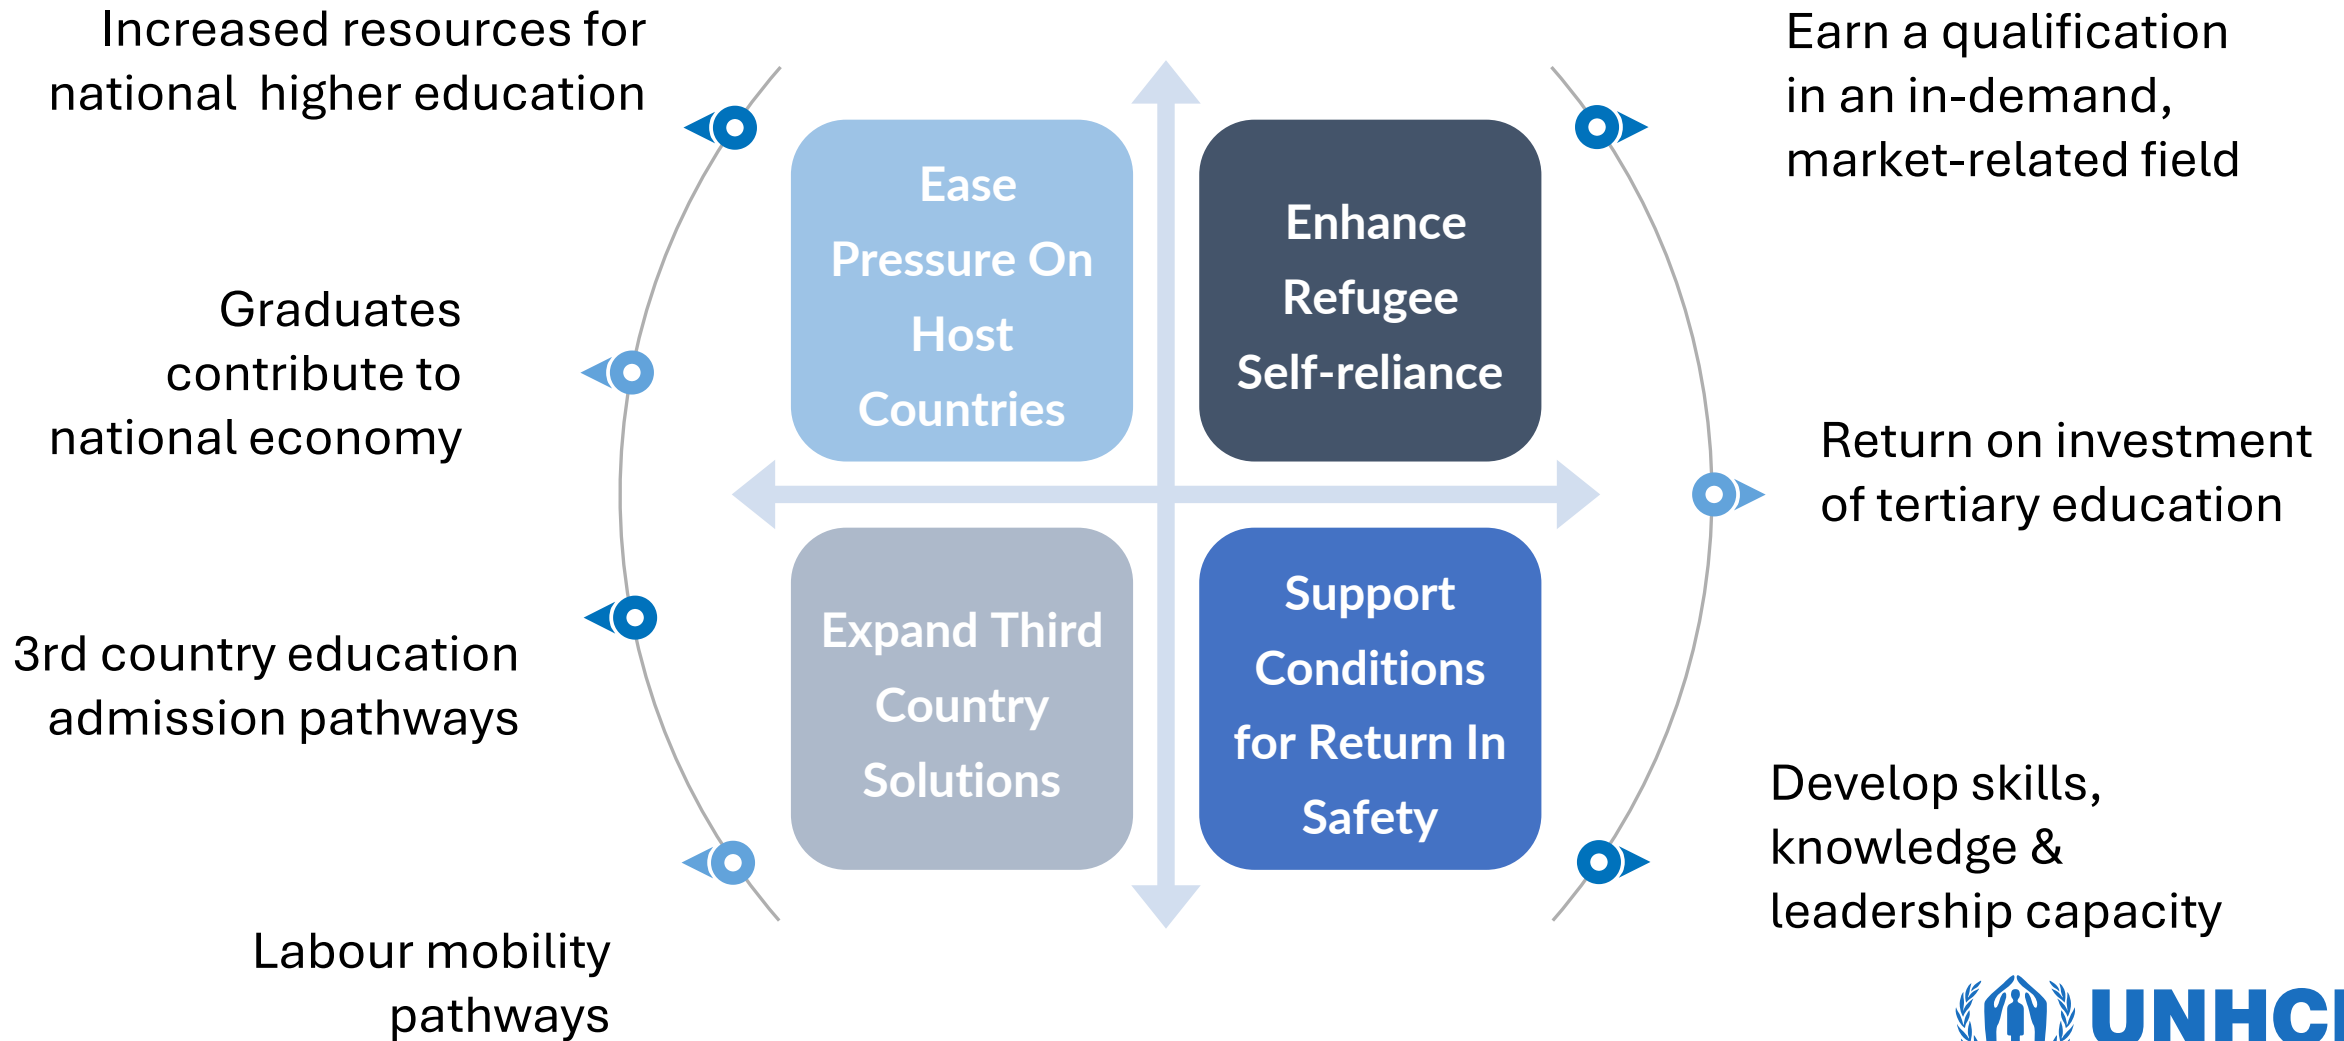 Increased resources for
national  higher education
Graduates
contribute to
national economy
3rd country education
admission pathways
Labour mobility
pathways
Ease
Pressure On
Host
Countries
Enhance
Refugee
Self-reliance
Expand Third
Country
Solutions
Support
Conditions
for Return In
Safety
Earn a qualification
in an in-demand,
market-related field
Return on investment
of tertiary education
Develop skills,
knowledge &
leadership capacity
UNHC